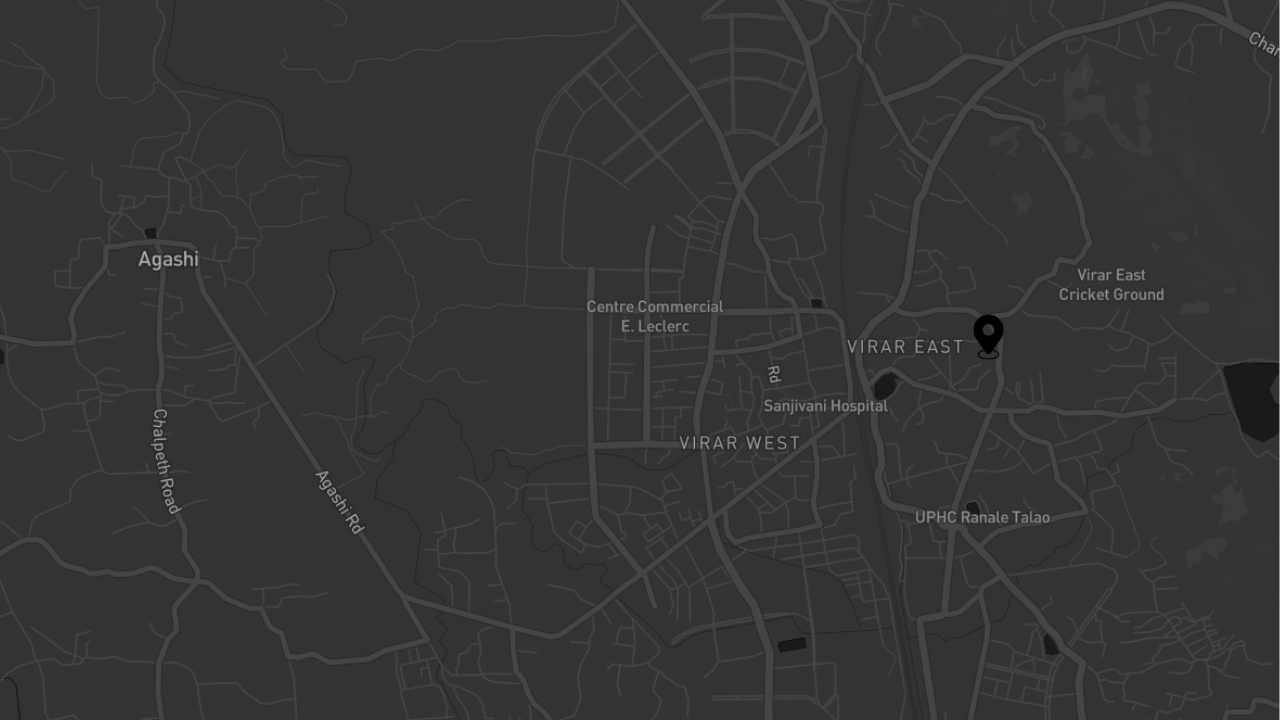 Char
Agashi
Virar East
Cricket Ground
Centre Commercial
E. Leclerc
VIRAR EAST
Rd
Sanjivani Hospital
VIRAR WEST
Chalpeth Road
Agashi Rd
UPHC Ranale Talao